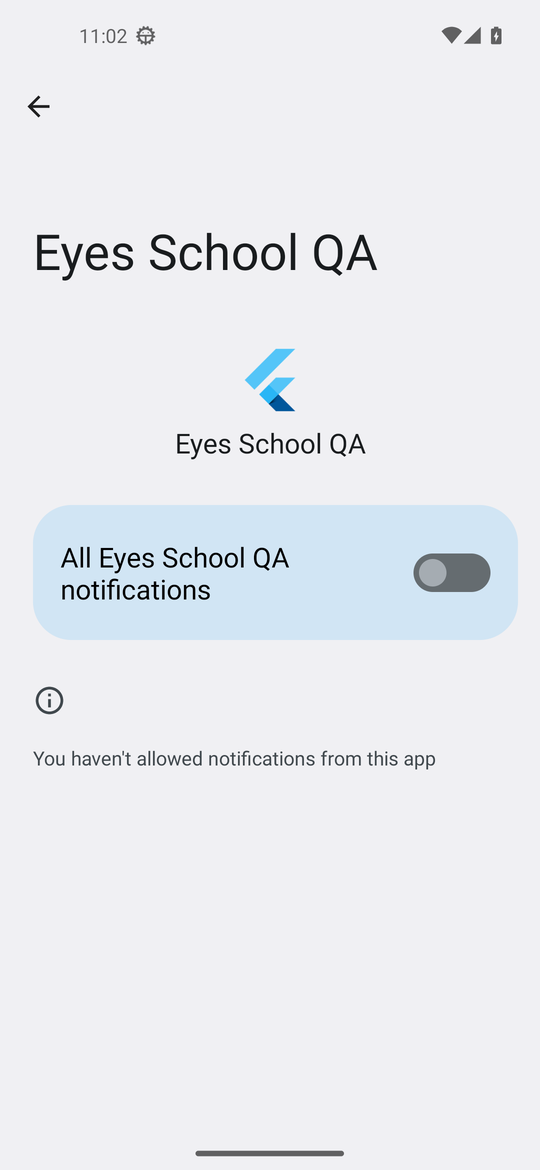 11:02
Eyes School QA
Eyes School QA
All Eyes School QA
notifications
You haven't allowed notifications from this app